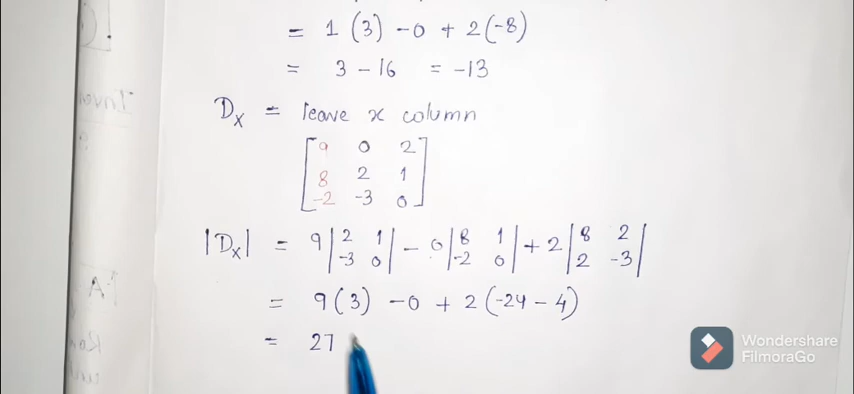 = 1 (3) -0 + 2(-8)
= 3 - 16 = -13
Dx = leave x column
9 0 2
8 2 1
-2 -3 0
|Dx| = 9 |2 1| - 0 |8 1| + 2 |8 2|
|-3 0| |-2 0| |2 -3|
= 9(3) -0 + 2(-24 - 4)
= 27
Wondershare
FilmoraGo